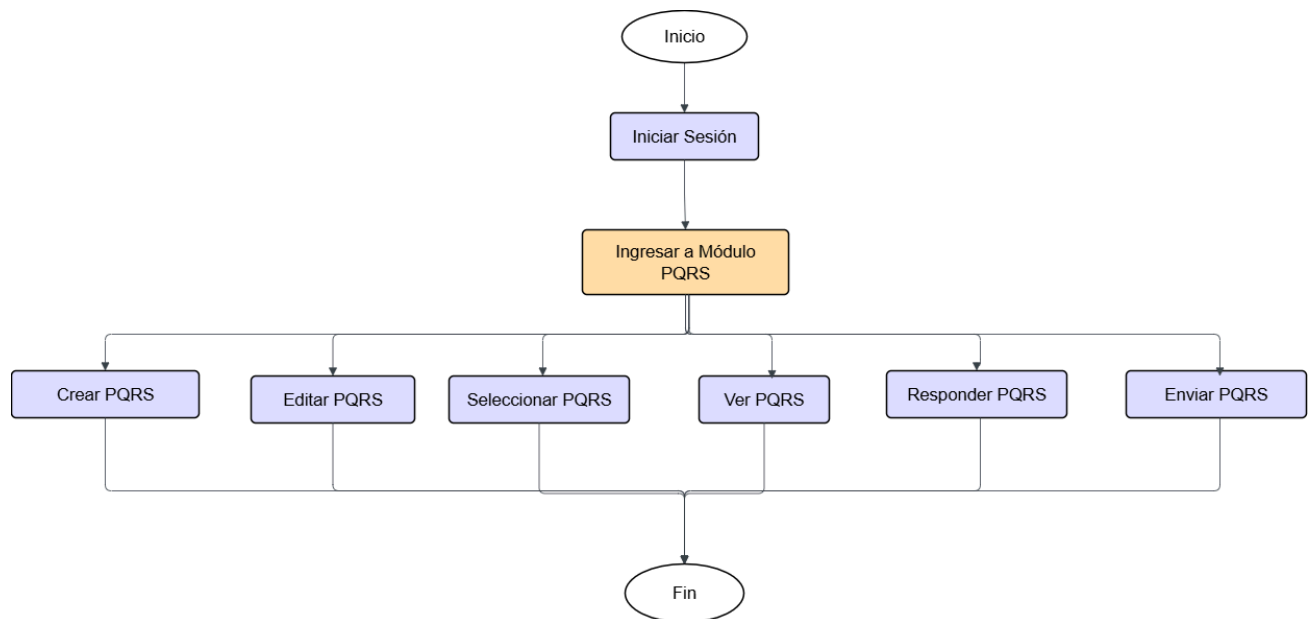 Inicio
Iniciar Sesión
Ingresar a Módulo
PQRS
Crear PQRS
Editar PQRS
Seleccionar PQRS
Ver PQRS
Responder PQRS
Enviar PQRS
Fin